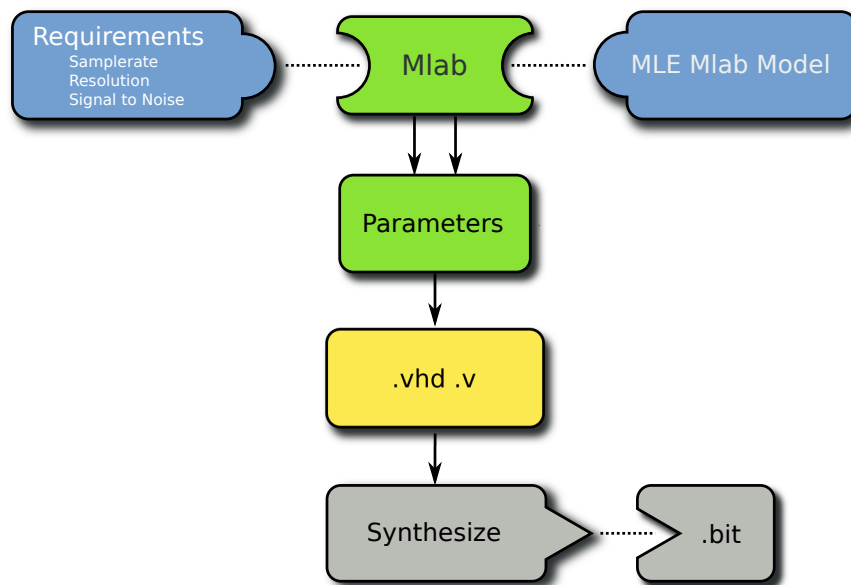 Requirements
Samplerate
Resolution
Signal to Noise
Mlab
MLE Mlab Model
Parameters
.vhd .v
Synthesize
.bit